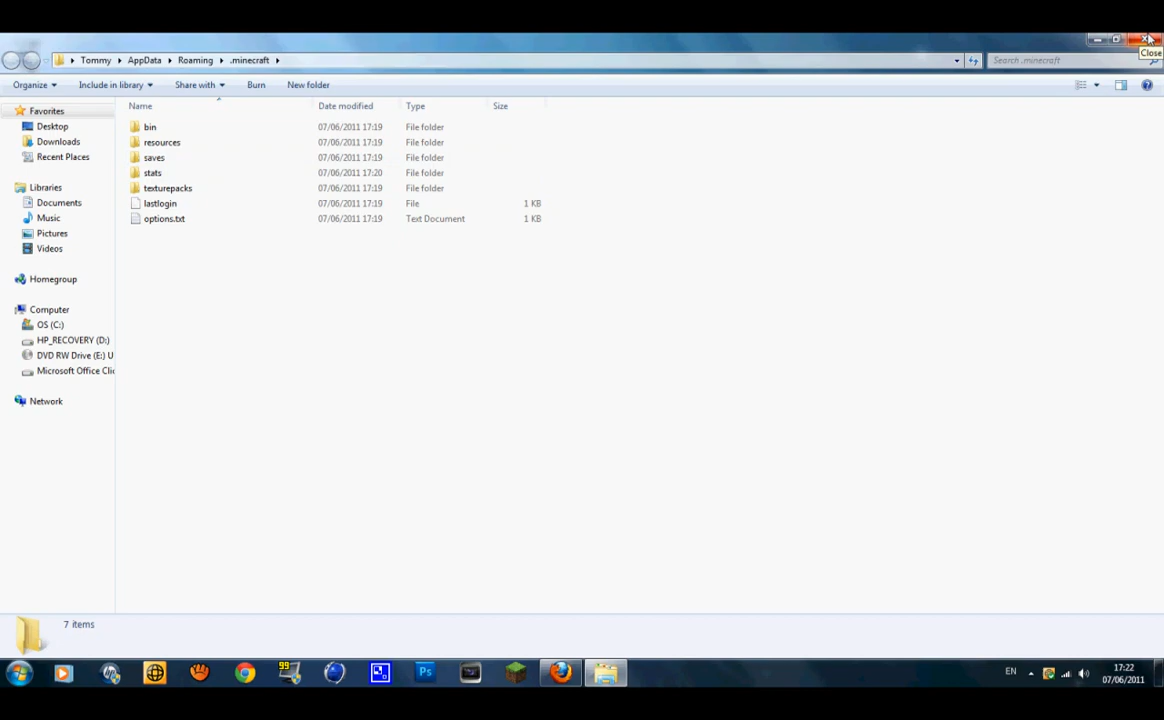 Close
Tommy AppData Roaming .minecraft
Search .minecraft
Organize Include in library Share with Burn New folder
Name Date modified Type Size
Favorites
Desktop
Downloads
Recent Places
Libraries
Documents
Music
Pictures
Videos
Homegroup
Computer
OS (C:)
HP_RECOVERY (D:)
DVD RW Drive (E:) U
Microsoft Office Clic
Network
bin 07/06/2011 17:19 File folder
resources 07/06/2011 17:19 File folder
saves 07/06/2011 17:19 File folder
stats 07/06/2011 17:20 File folder
texturepacks 07/06/2011 17:19 File folder
lastlogin 07/06/2011 17:19 File 1 KB
options.txt 07/06/2011 17:19 Text Document 1 KB
7 items
99
Ps
EN
17:22
07/06/2011